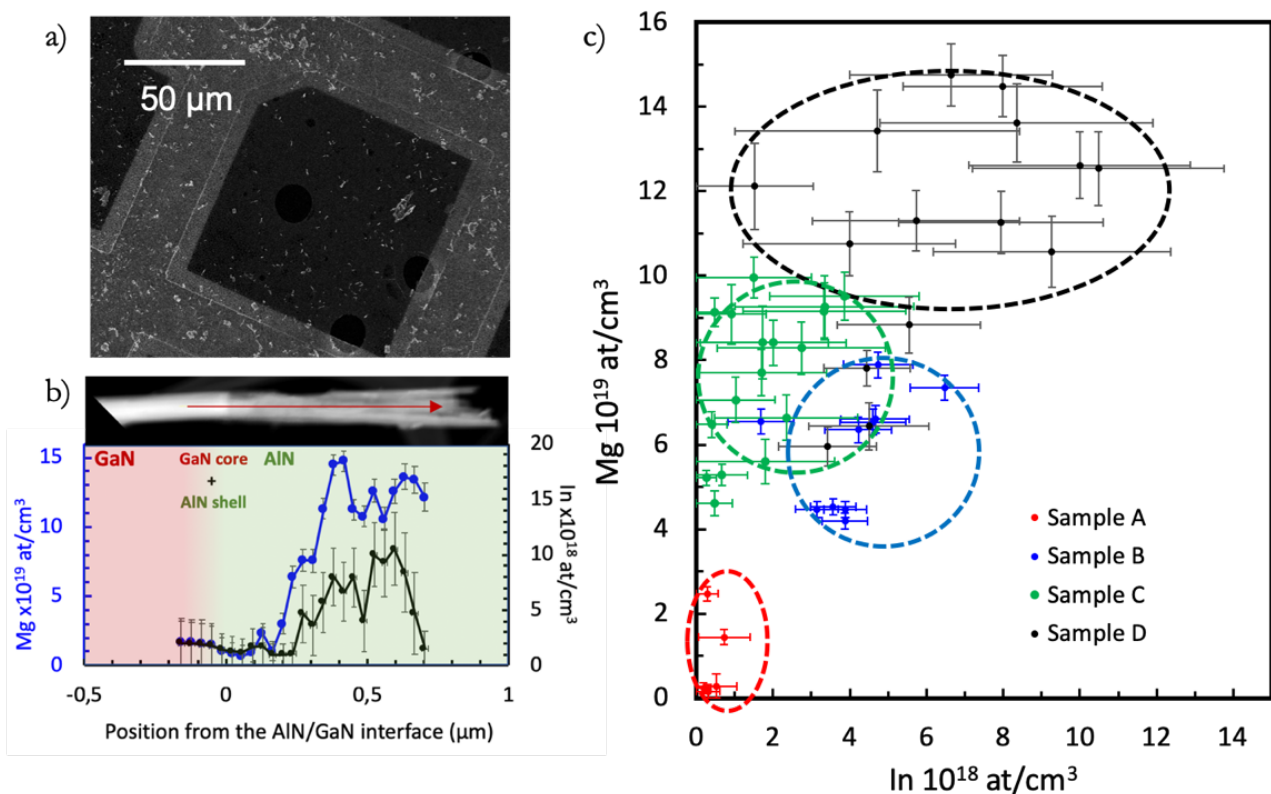 a)
50 μm
b)
GaN
GaN core
+
AlN shell
AlN
15
10
5
0
Mg x10¹⁹ at/cm³
20
15
10
5
0
In x10¹⁸ at/cm³
-0,5
0
0,5
1
Position from the AlN/GaN interface (μm)
c)
16
14
12
10
8
6
4
2
0
Mg 10¹⁹ at/cm³
Sample A
Sample B
Sample C
Sample D
0 2 4 6 8 10 12 14
In 10¹⁸ at/cm³